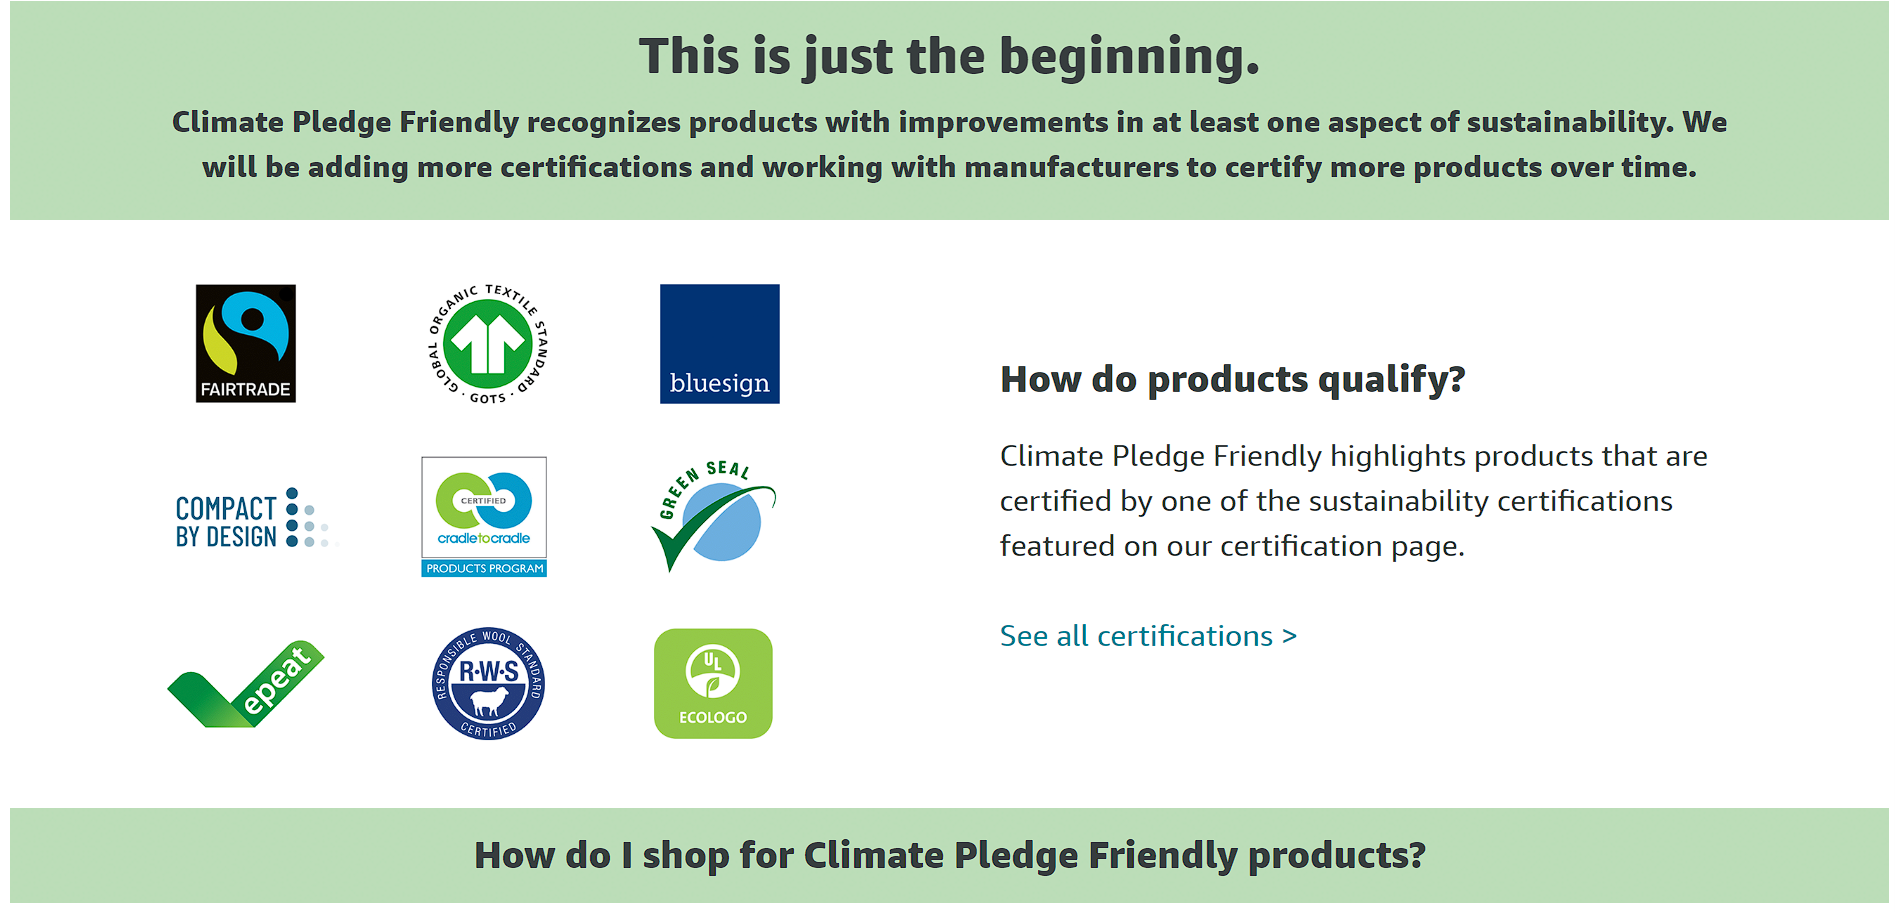 This is just the beginning.
Climate Pledge Friendly recognizes products with improvements in at least one aspect of sustainability. We
will be adding more certifications and working with manufacturers to certify more products over time.
FAIRTRADE
GLOBAL ORGANIC TEXTILE STANDARD · GOTS ·
bluesign
COMPACT
BY DESIGN
CERTIFIED
cradletocradle
PRODUCTS PROGRAM
GREEN SEAL
epeat
RESPONSIBLE WOOL STANDARD
R·W·S
CERTIFIED
UL
ECOLOGO
How do products qualify?
Climate Pledge Friendly highlights products that are
certified by one of the sustainability certifications
featured on our certification page.
See all certifications >
How do I shop for Climate Pledge Friendly products?